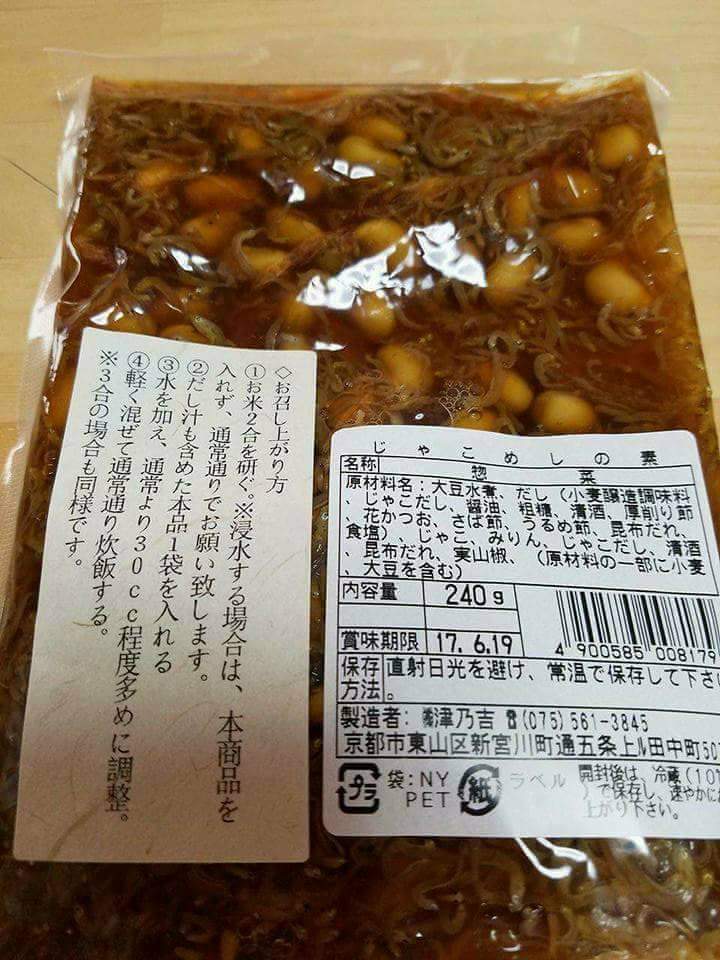 ◇お召し上がり方
①お米2合を研ぐ。※浸水する場合は、本商品を
入れず、通常通りでお願い致します。
②だし汁も含めた本品1袋を入れる
③水を加え、通常より30cc程度多めに調整。
④軽く混ぜて通常通り炊飯する。
※3合の場合も同様です。
じゃこめしの素
名称 惣菜
原材料名：大豆水煮、だし（小麦醸造調味料
、じゃこだし、醤油、粗糖、清酒、厚削り節
、花かつお、さば節、うるめ節、昆布だれ、
食塩）、じゃこ、みりん、じゃこだし、清酒
、昆布だれ、実山椒、（原材料の一部に小麦
、大豆を含む）
内容量 240g
賞味期限 17.6.19
4 900585 008179
保存方法 直射日光を避け、常温で保存して下さ
製造者：㈱津乃吉 ☎(075)561-3845
京都市東山区新宮川町通五条上ル田中町507
プラ 袋：NY PET 紙 ラベル
開封後は、冷蔵(10
)で保存し、速やかにお
上がり下さい。